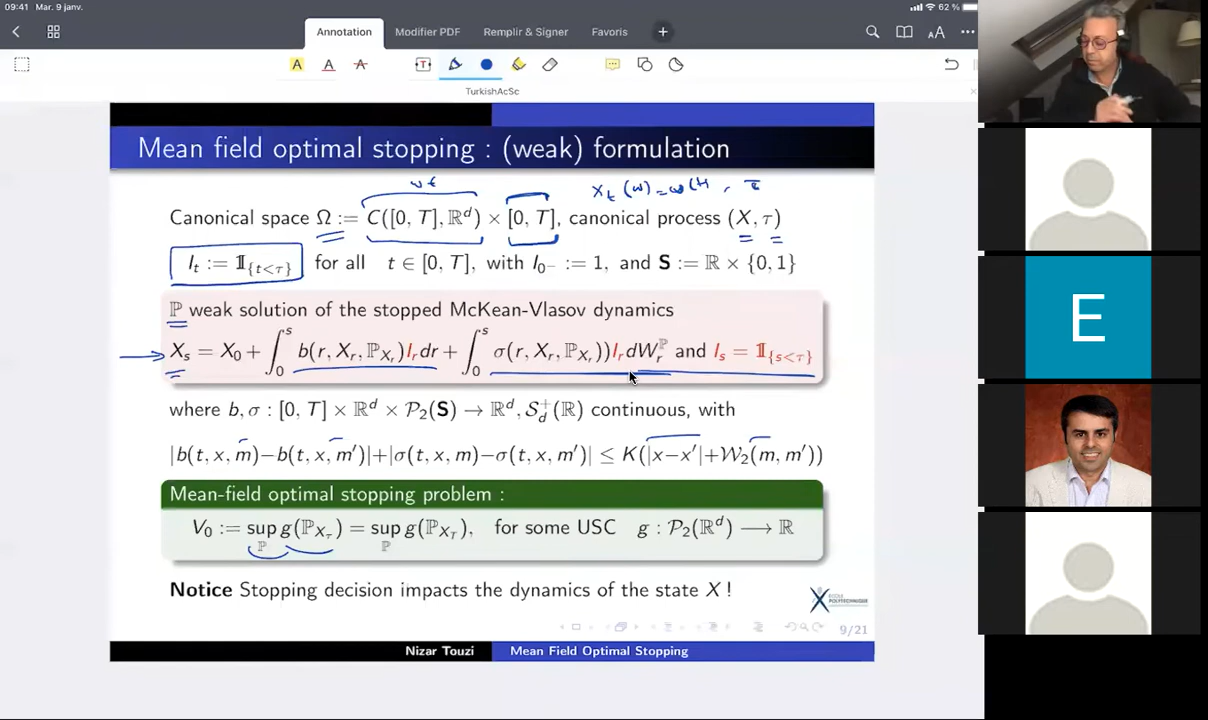 09:41 Mar. 9 janv. 62 %
Annotation Modifier PDF Remplir & Signer Favoris
TurkishAcSc
Mean field optimal stopping : (weak) formulation
X_t (ω) = ω(t) , τ
Canonical space Ω := C([0, T], ℝ^d) × [0, T], canonical process (X, τ)
I_t := 𝟙_{t<τ} for all t ∈ [0, T], with I_{0−} := 1, and S := ℝ × {0, 1}
ℙ weak solution of the stopped McKean-Vlasov dynamics
X_s = X_0 + ∫_0^s b(r, X_r, ℙ_{X_r})I_r dr + ∫_0^s σ(r, X_r, ℙ_{X_r}))I_r dW_r^ℙ and I_s = 𝟙_{s<τ}
where b, σ : [0, T] × ℝ^d × 𝒫_2(S) → ℝ^d, 𝒮_d^+(ℝ) continuous, with
|b(t, x, m)−b(t, x, m′)|+|σ(t, x, m)−σ(t, x, m′)| ≤ K(|x−x′|+𝒲_2(m, m′))
Mean-field optimal stopping problem :
V_0 := sup_ℙ g(ℙ_{X_τ}) = sup_ℙ g(ℙ_{X_T}), for some USC g : 𝒫_2(ℝ^d) ⟶ ℝ
Notice Stopping decision impacts the dynamics of the state X !
ÉCOLE POLYTECHNIQUE
9/21
Nizar Touzi Mean Field Optimal Stopping
E